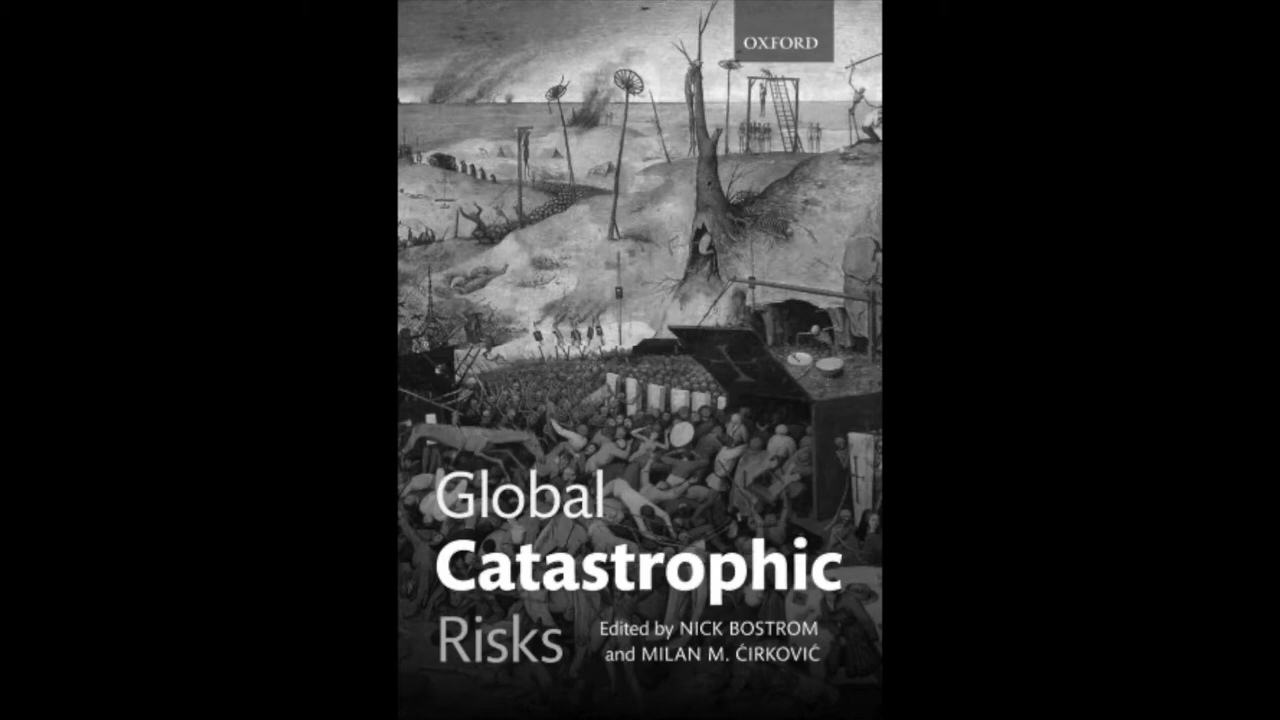 OXFORD
Global
Catastrophic
Risks
Edited by NICK BOSTROM
and MILAN M. ĆIRKOVIĆ